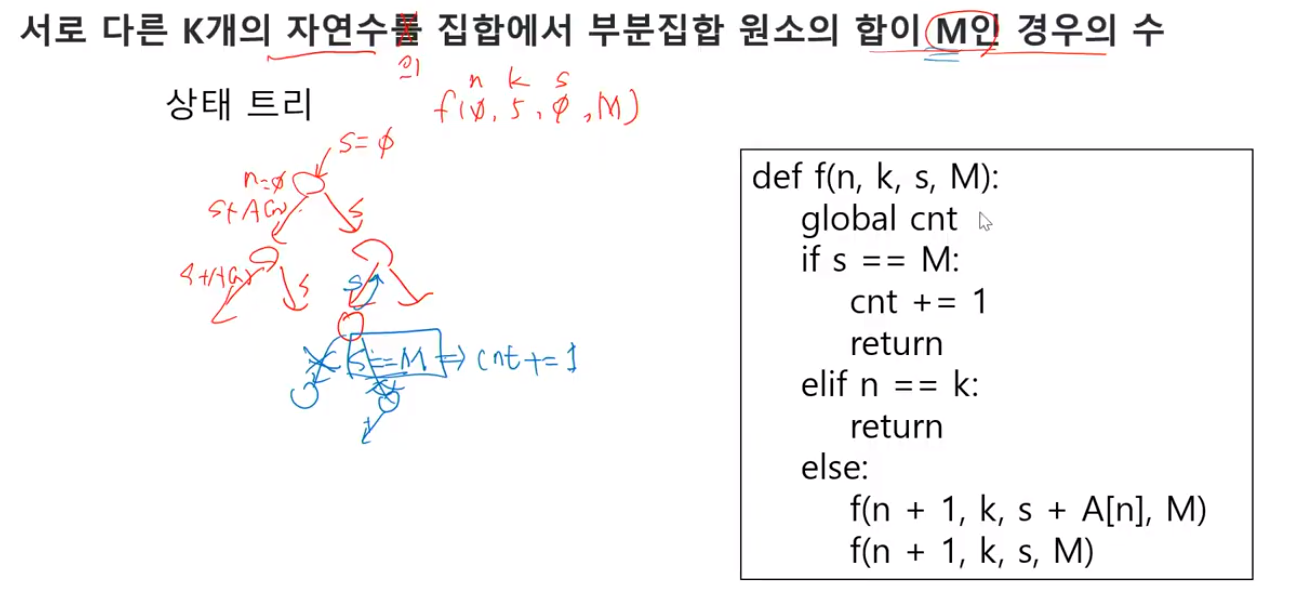 서로 다른 K개의 자연수를 집합에서 부분집합 원소의 합이 M인 경우의 수
의
상태 트리
n k s
f(0, 5, 0, M)
s=0
n=0
s+A[n]
s
s
s
s==M => cnt += 1
def f(n, k, s, M):
global cnt
if s == M:
cnt += 1
return
elif n == k:
return
else:
f(n + 1, k, s + A[n], M)
f(n + 1, k, s, M)